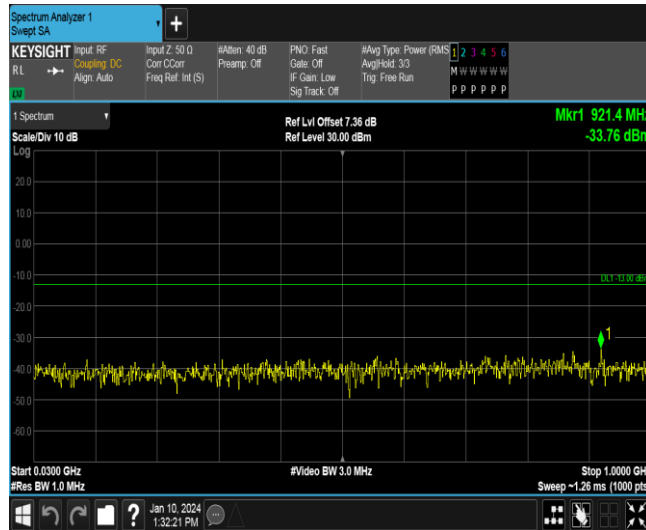 Spectrum Analyzer 1
Swept SA
+
KEYSIGHT Input: RF Input Z: 50 Ω #Atten: 40 dB PNO: Fast #Avg Type: Power (RMS 1 2 3 4 5 6
RL Coupling: DC Corr CCorr Preamp: Off Gate: Off Avg|Hold: 3/3 M W W W W W
Align: Auto Freq Ref: Int (S) IF Gain: Low Trig: Free Run
Sig Track: Off P P P P P P
LXI
1 Spectrum Ref Lvl Offset 7.36 dB Mkr1 921.4 MHz
Scale/Div 10 dB Ref Level 30.00 dBm -33.76 dBm
Log
20.0
10.0
0.00
-10.0
DL1 -13.00 dBm
-20.0
-30.0
1
-40.0
-50.0
-60.0
Start 0.0300 GHz #Video BW 3.0 MHz Stop 1.0000 GH
#Res BW 1.0 MHz Sweep ~1.26 ms (1000 pts
? Jan 10, 2024
1:32:21 PM